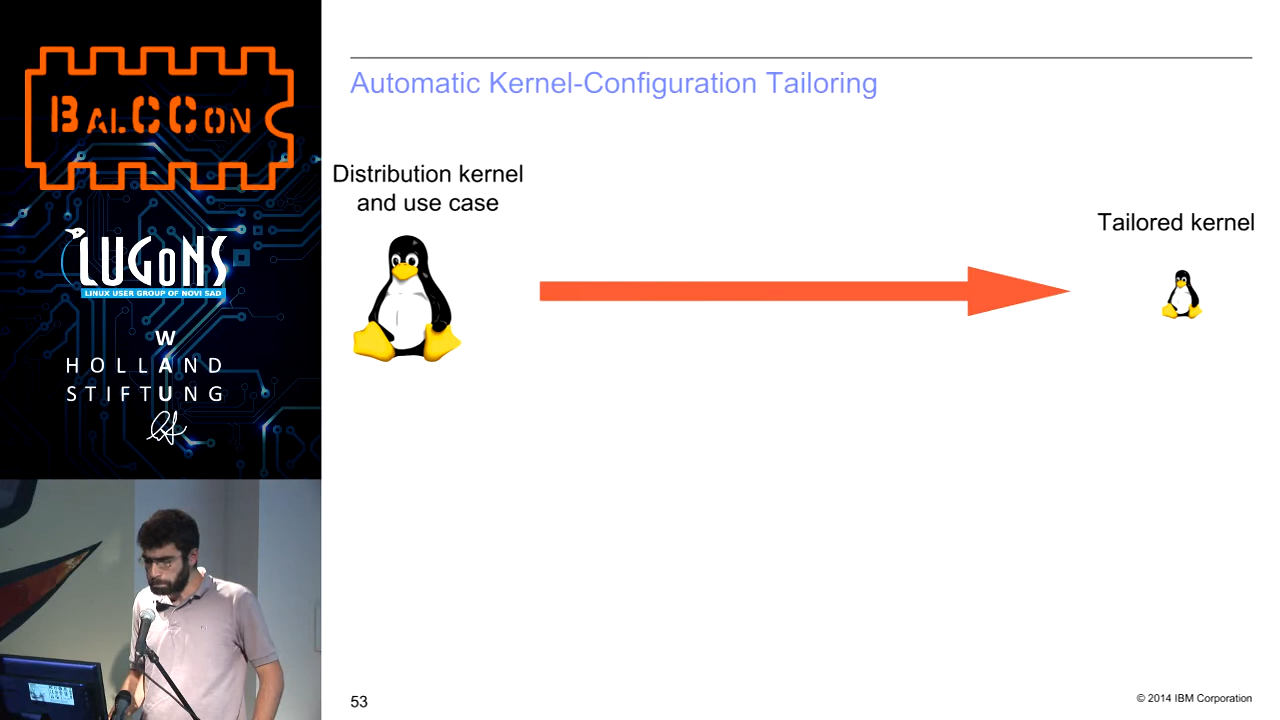 BALCCON
LUGoNS
LINUX USER GROUP OF NOVI SAD
W
HOLLAND
STIFTUNG
Automatic Kernel-Configuration Tailoring
Distribution kernel
and use case
Tailored kernel
53
© 2014 IBM Corporation